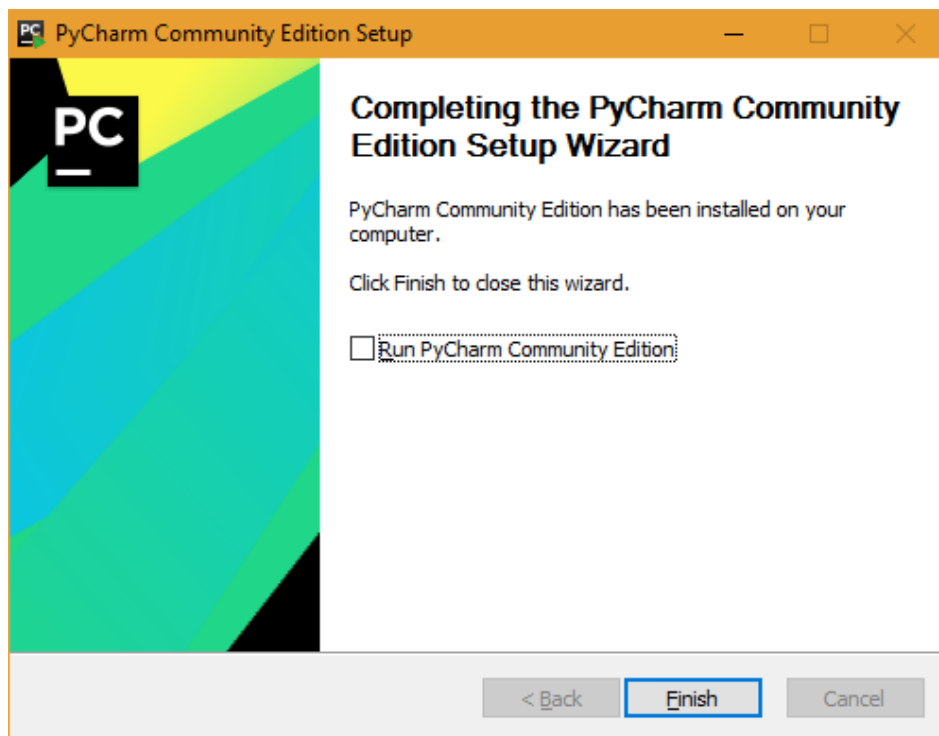 PyCharm Community Edition Setup
PC
Completing the PyCharm Community
Edition Setup Wizard
PyCharm Community Edition has been installed on your
computer.
Click Finish to close this wizard.
Run PyCharm Community Edition
< Back
Finish
Cancel